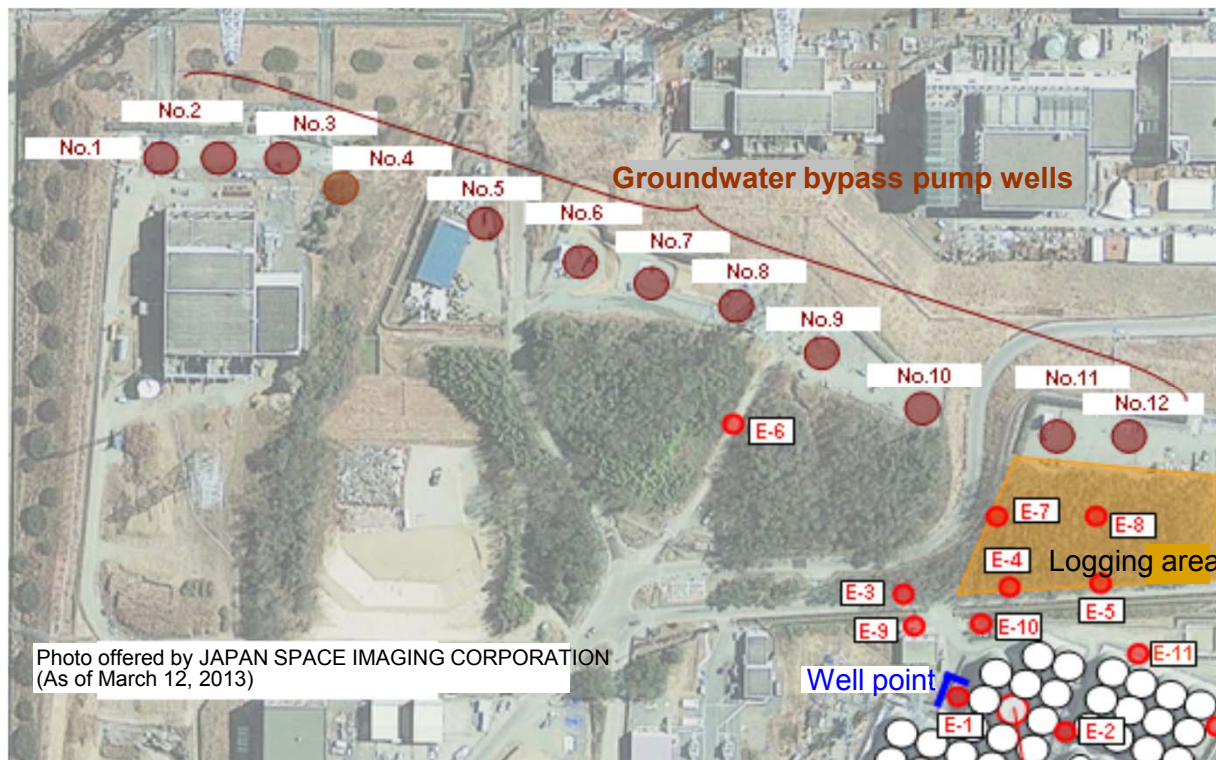 No.2
No.3
No.1
No.4
Groundwater bypass pump wells
No.5
No.6
No.7
No.8
No.9
No.10
No.11
No.12
E-6
E-7
E-8
E-4
Logging area
E-3
E-5
E-9
E-10
E-11
Photo offered by JAPAN SPACE IMAGING CORPORATION
(As of March 12, 2013)
Well point
E-1
E-2